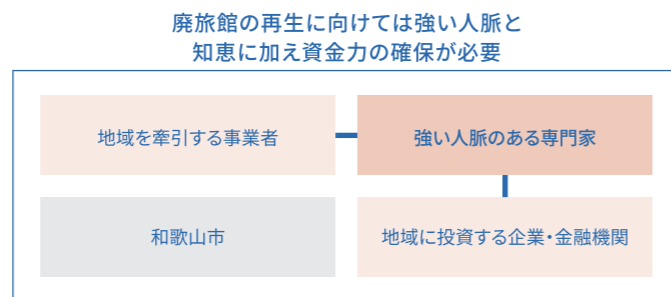 廃旅館の再生に向けては強い人脈と
知恵に加え資金力の確保が必要
地域を牽引する事業者
強い人脈のある専門家
和歌山市
地域に投資する企業・金融機関